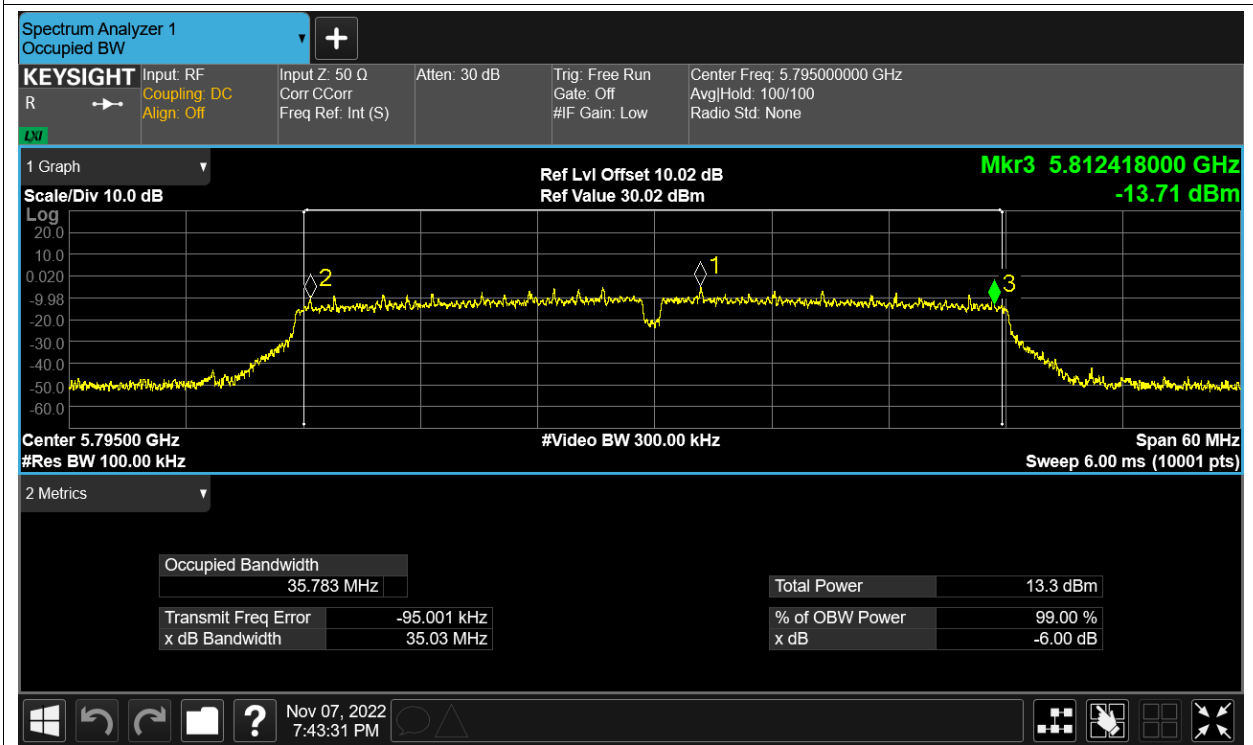 Spectrum Analyzer 1
Occupied BW
▼
+
KEYSIGHT
R
LXI
Input: RF
Coupling: DC
Align: Off
Input Z: 50 Ω
Corr CCorr
Freq Ref: Int (S)
Atten: 30 dB
Trig: Free Run
Gate: Off
#IF Gain: Low
Center Freq: 5.795000000 GHz
Avg|Hold: 100/100
Radio Std: None
1 Graph
▼
Scale/Div 10.0 dB
Ref Lvl Offset 10.02 dB
Ref Value 30.02 dBm
Mkr3 5.812418000 GHz
-13.71 dBm
Log
20.0
10.0
0.020
-9.98
-20.0
-30.0
-40.0
-50.0
-60.0
2
1
3
Center 5.79500 GHz
#Res BW 100.00 kHz
#Video BW 300.00 kHz
Span 60 MHz
Sweep 6.00 ms (10001 pts)
2 Metrics
▼
Occupied Bandwidth
35.783 MHz
Transmit Freq Error -95.001 kHz
x dB Bandwidth 35.03 MHz
Total Power 13.3 dBm
% of OBW Power 99.00 %
x dB -6.00 dB
?
Nov 07, 2022
7:43:31 PM